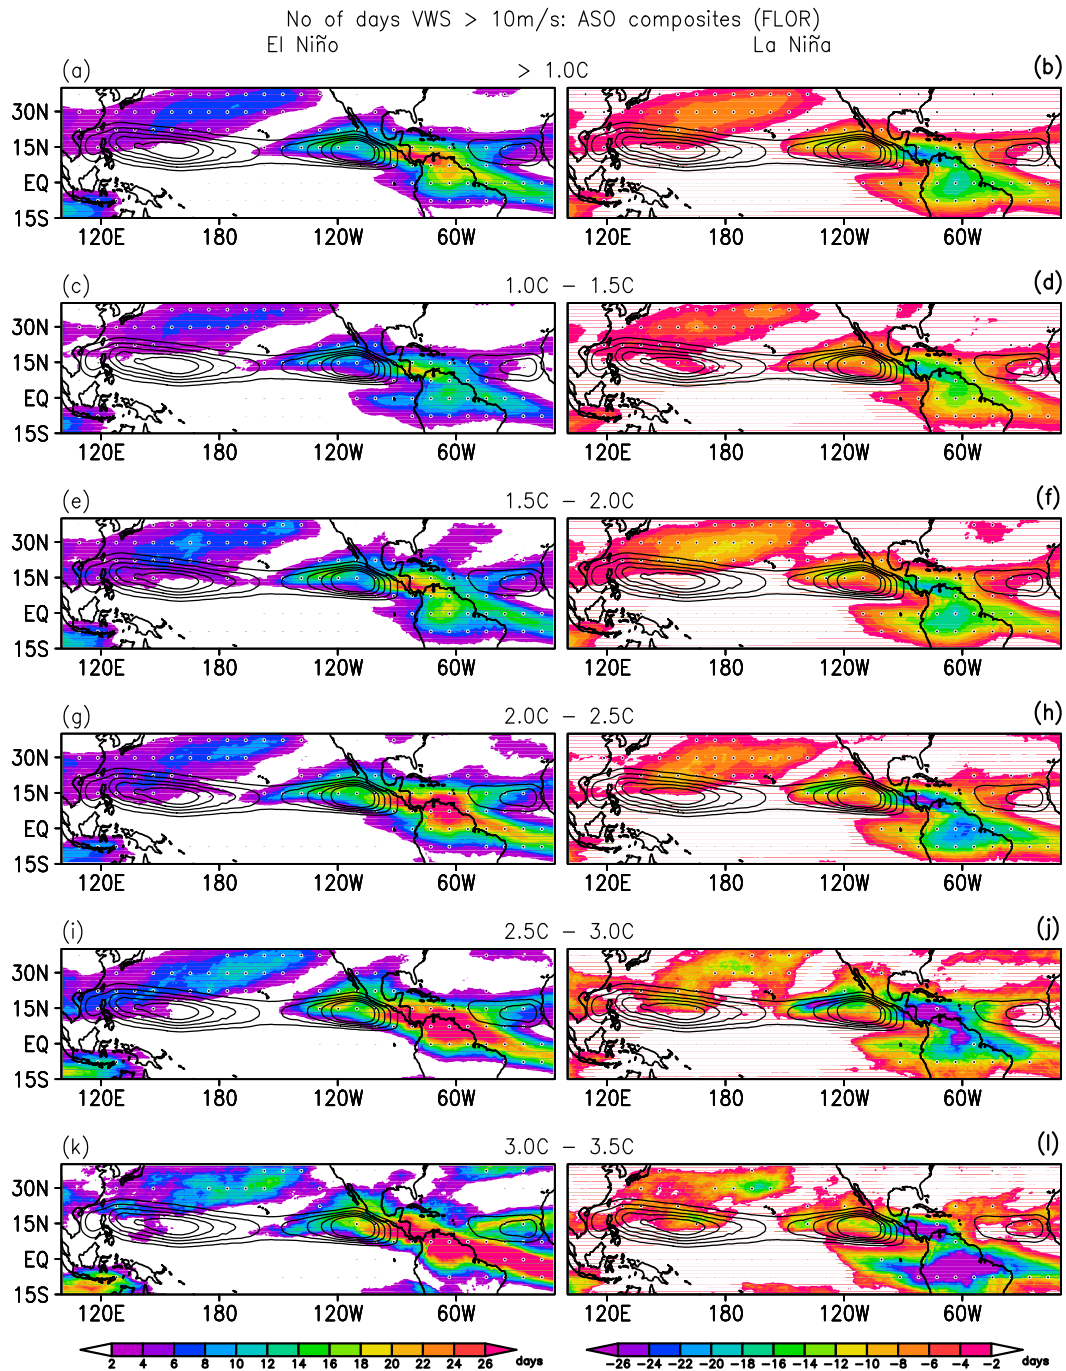 No of days VWS > 10m/s: ASO composites (FLOR)
El Niño La Niña
(a) > 1.0C (b)
30N
15N
EQ
15S
120E 180 120W 60W 120E 180 120W 60W
(c) 1.0C – 1.5C (d)
30N
15N
EQ
15S
120E 180 120W 60W 120E 180 120W 60W
(e) 1.5C – 2.0C (f)
30N
15N
EQ
15S
120E 180 120W 60W 120E 180 120W 60W
(g) 2.0C – 2.5C (h)
30N
15N
EQ
15S
120E 180 120W 60W 120E 180 120W 60W
(i) 2.5C – 3.0C (j)
30N
15N
EQ
15S
120E 180 120W 60W 120E 180 120W 60W
(k) 3.0C – 3.5C (l)
30N
15N
EQ
15S
120E 180 120W 60W 120E 180 120W 60W
2 4 6 8 10 12 14 16 18 20 22 24 26 days -26 -24 -22 -20 -18 -16 -14 -12 -10 -8 -6 -4 days